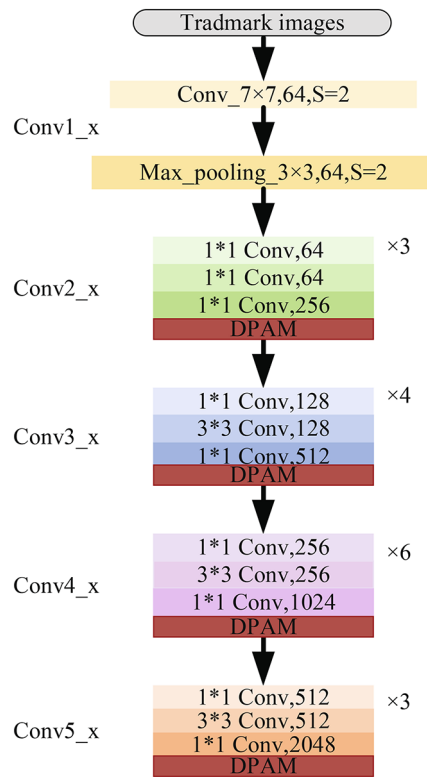 Tradmark images
Conv_7×7,64,S=2
Conv1_x
Max_pooling_3×3,64,S=2
1*1 Conv,64
×3
1*1 Conv,64
Conv2_x
1*1 Conv,256
DPAM
1*1 Conv,128
×4
3*3 Conv,128
Conv3_x
1*1 Conv,512
DPAM
1*1 Conv,256
×6
3*3 Conv,256
Conv4_x
1*1 Conv,1024
DPAM
1*1 Conv,512
×3
3*3 Conv,512
Conv5_x
1*1 Conv,2048
DPAM